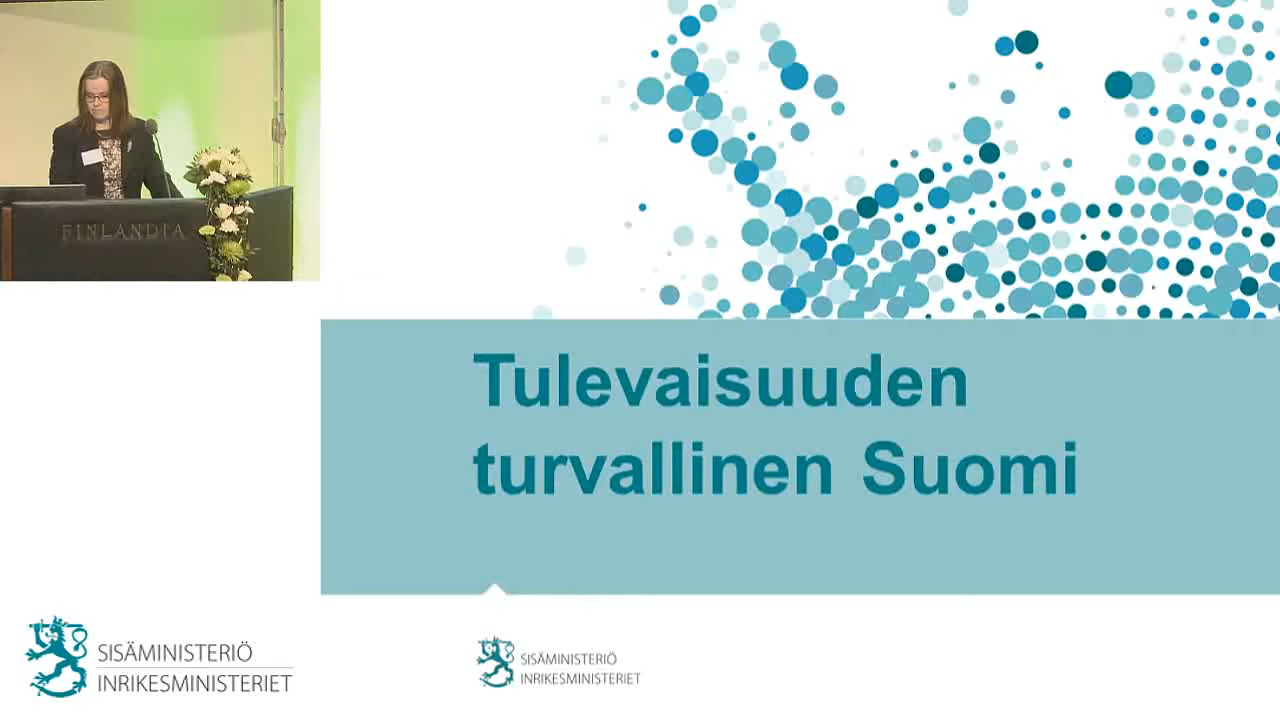 FINLANDIA
Tulevaisuuden
turvallinen Suomi
SISÄMINISTERIÖ
INRIKESMINISTERIET
SISÄMINISTERIÖ
INRIKESMINISTERIET